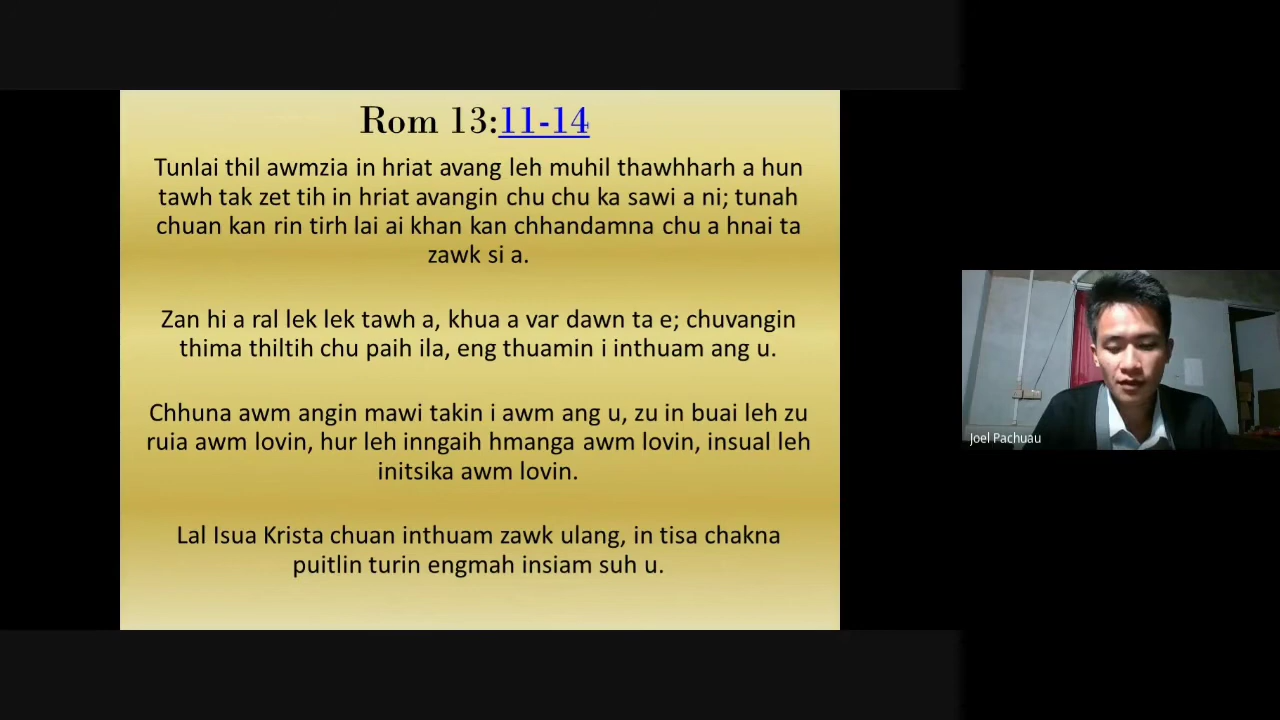 Rom 13:11-14
Tunlai thil awmzia in hriat avang leh muhil thawhharh a hun
tawh tak zet tih in hriat avangin chu chu ka sawi a ni; tunah
chuan kan rin tirh lai ai khan kan chhandamna chu a hnai ta
zawk si a.
Zan hi a ral lek lek tawh a, khua a var dawn ta e; chuvangin
thima thiltih chu paih ila, eng thuamin i inthuam ang u.
Chhuna awm angin mawi takin i awm ang u, zu in buai leh zu
ruia awm lovin, hur leh inngaih hmanga awm lovin, insual leh
initsika awm lovin.
Lal Isua Krista chuan inthuam zawk ulang, in tisa chakna
puitlin turin engmah insiam suh u.
Joel Pachuau